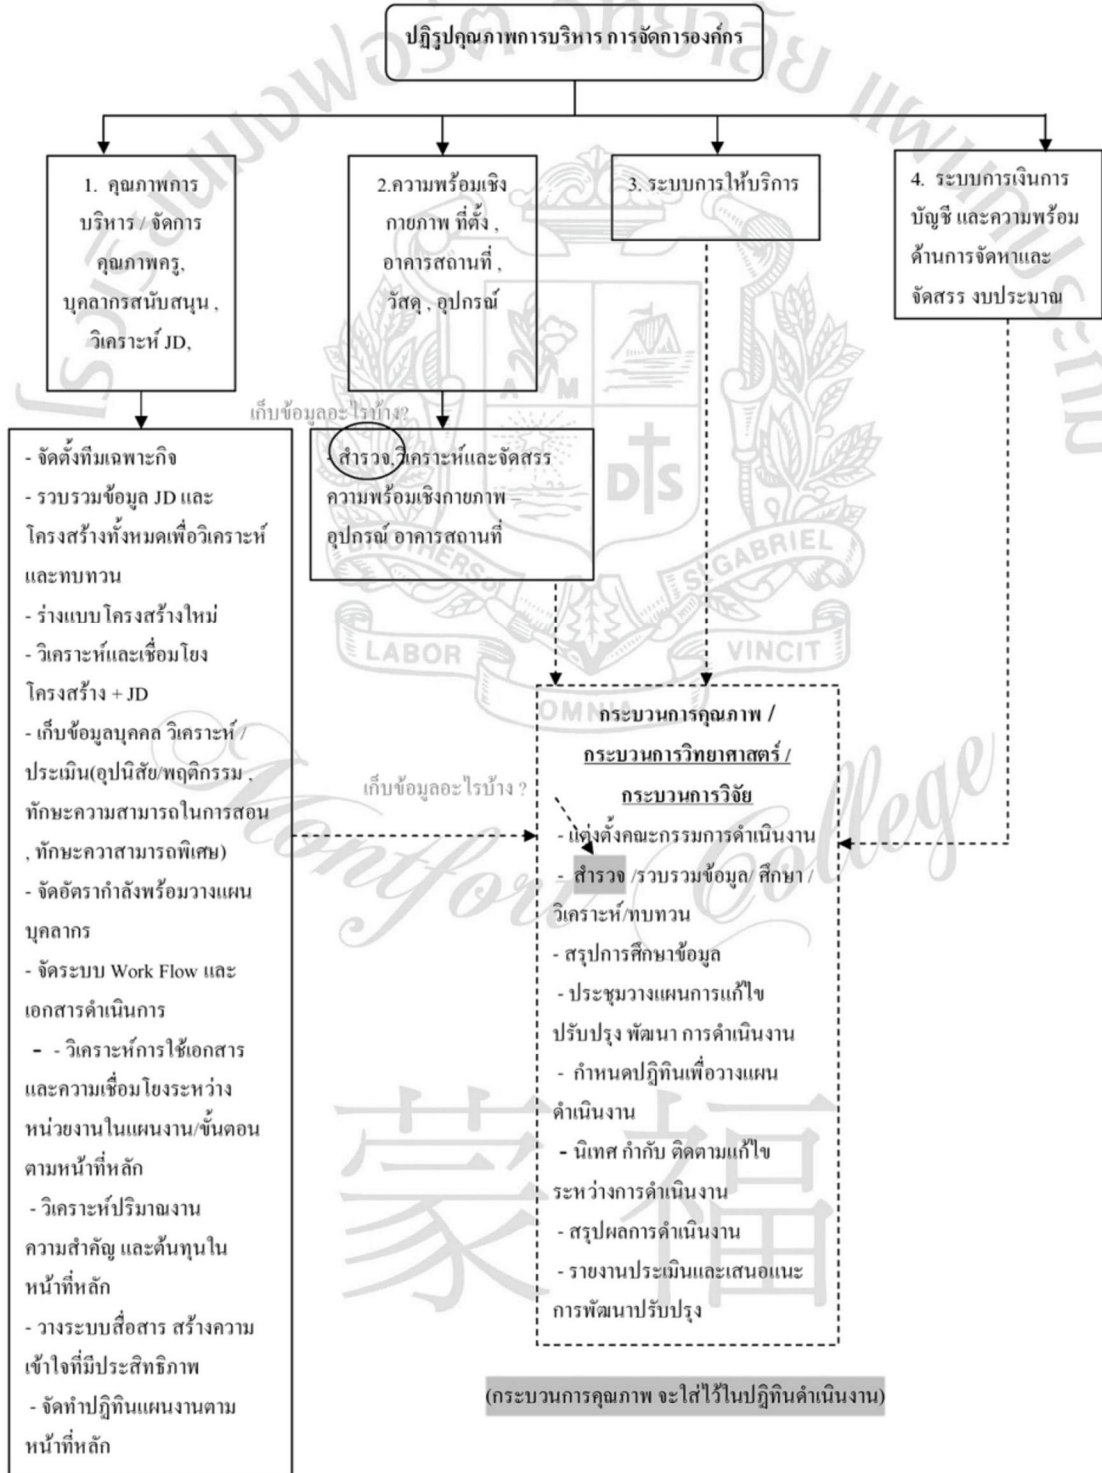 ปฏิรูปคุณภาพการบริหาร การจัดการองค์กร
1. คุณภาพการ
บริหาร / จัดการ
คุณภาพครู,
บุคลากรสนับสนุน ,
วิเคราะห์ JD,
2.ความพร้อมเชิง
กายภาพ ที่ตั้ง ,
อาคารสถานที่ ,
วัสดุ , อุปกรณ์
3. ระบบการให้บริการ
4. ระบบการเงินการ
บัญชี และความพร้อม
ด้านการจัดหาและ
จัดสรร งบประมาณ
- จัดตั้งทีมเฉพาะกิจ
- รวบรวมข้อมูล JD และ
โครงสร้างทั้งหมดเพื่อวิเคราะห์
และทบทวน
- ร่างแบบโครงสร้างใหม่
- วิเคราะห์และเชื่อมโยง
โครงสร้าง + JD
- เก็บข้อมูลบุคคล วิเคราะห์ /
ประเมิน(อุปนิสัย/พฤติกรรม ,
ทักษะความสามารถในการสอน
, ทักษะควาสามารถพิเศษ)
- จัดอัตรากำลังพร้อมวางแผน
บุคลากร
- จัดระบบ Work Flow และ
เอกสารดำเนินการ
- - วิเคราะห์การใช้เอกสาร
และความเชื่อมโยงระหว่าง
หน่วยงานในแผนงาน/ขั้นตอน
ตามหน้าที่หลัก
- วิเคราะห์ปริมาณงาน
ความสำคัญ และต้นทุนใน
หน้าที่หลัก
- วางระบบสื่อสาร สร้างความ
เข้าใจที่มีประสิทธิภาพ
- จัดทำปฏิทินแผนงานตาม
หน้าที่หลัก
เก็บข้อมูลอะไรบ้าง?
- สำรวจ,วิเคราะห์และจัดสรร
ความพร้อมเชิงกายภาพ –
อุปกรณ์ อาคารสถานที่
เก็บข้อมูลอะไรบ้าง ?
กระบวนการคุณภาพ /
กระบวนการวิทยาศาสตร์ /
กระบวนการวิจัย
- แต่งตั้งคณะกรรมการดำเนินงาน
- สำรวจ /รวบรวมข้อมูล/ ศึกษา /
วิเคราะห์/ทบทวน
- สรุปการศึกษาข้อมูล
- ประชุมวางแผนการแก้ไข
ปรับปรุง พัฒนา การดำเนินงาน
- กำหนดปฏิทินเพื่อวางแผน
ดำเนินงาน
- นิเทศ กำกับ ติดตามแก้ไข
ระหว่างการดำเนินงาน
- สรุปผลการดำเนินงาน
- รายงานประเมินและเสนอแนะ
การพัฒนาปรับปรุง
(กระบวนการคุณภาพ จะใส่ไว้ในปฏิทินดำเนินงาน)
โรงเรียนมงฟอร์ต วิทยาลัย แผนกประถม
A M
D S
BROTHERS OF ST.GABRIEL
LABOR
OMNIA
VINCIT
Montfort College
蒙福